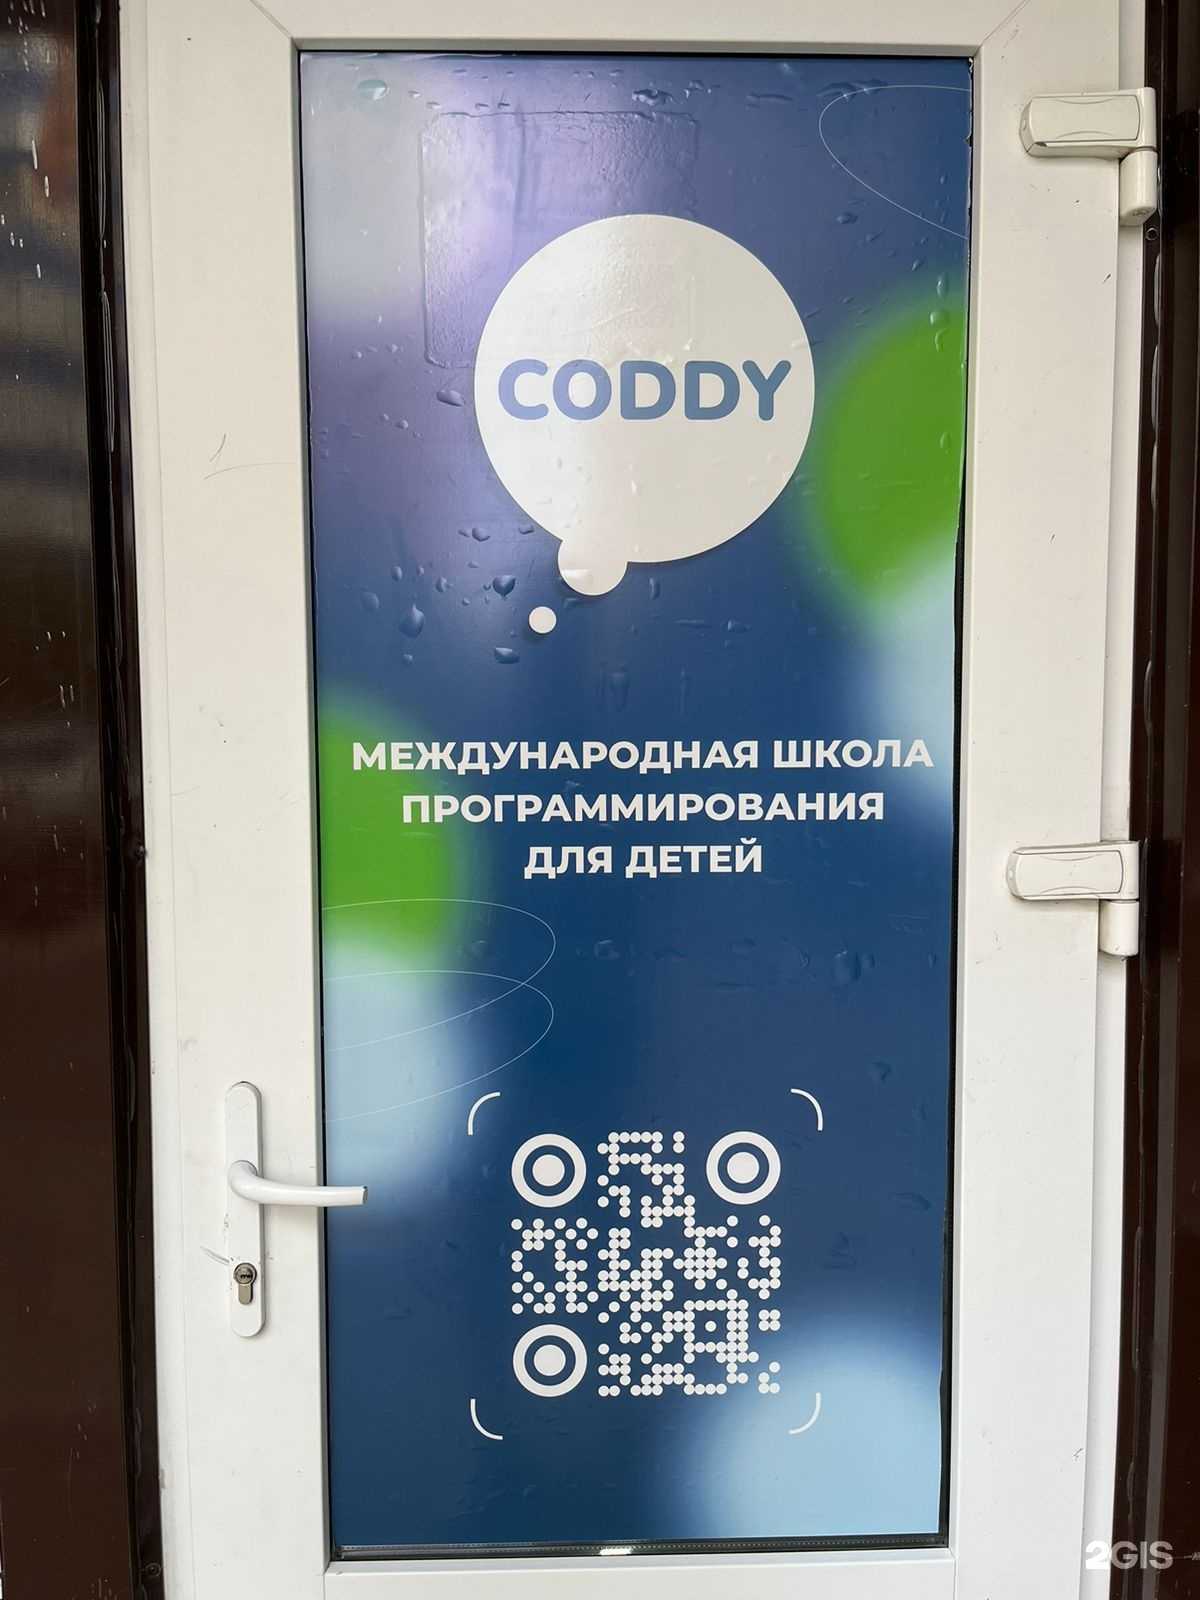 CODDY
МЕЖДУНАРОДНАЯ ШКОЛА
ПРОГРАММИРОВАНИЯ
ДЛЯ ДЕТЕЙ
2GIS